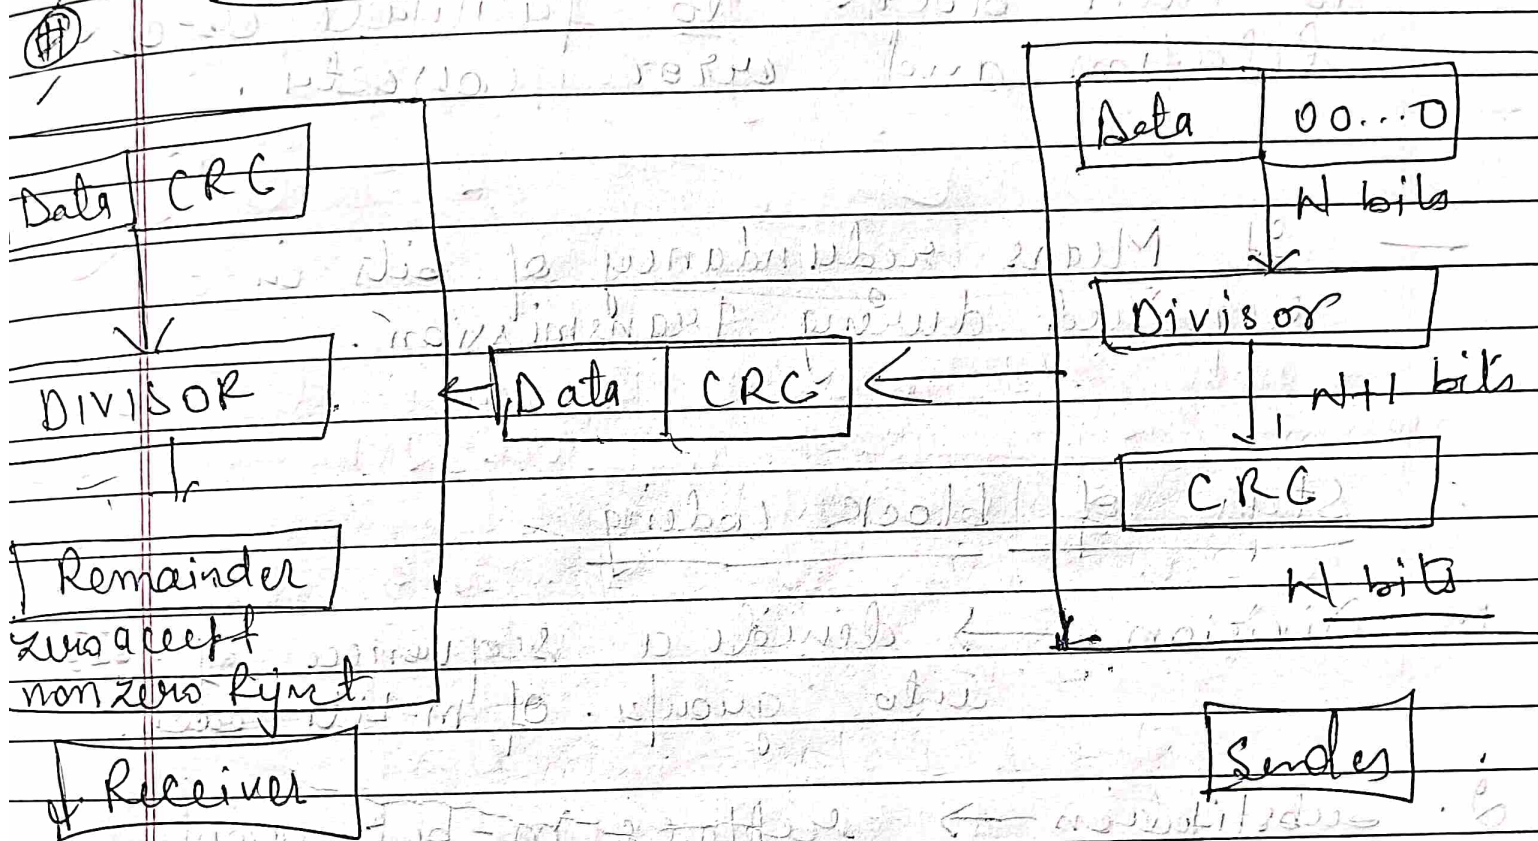 #
Data 00...0
N bits
Divisor
N+1 bits
CRC
N bits
Sender
Data CRC
Data CRC
DIVISOR
Remainder
zero accept
non zero Reject
Receiver